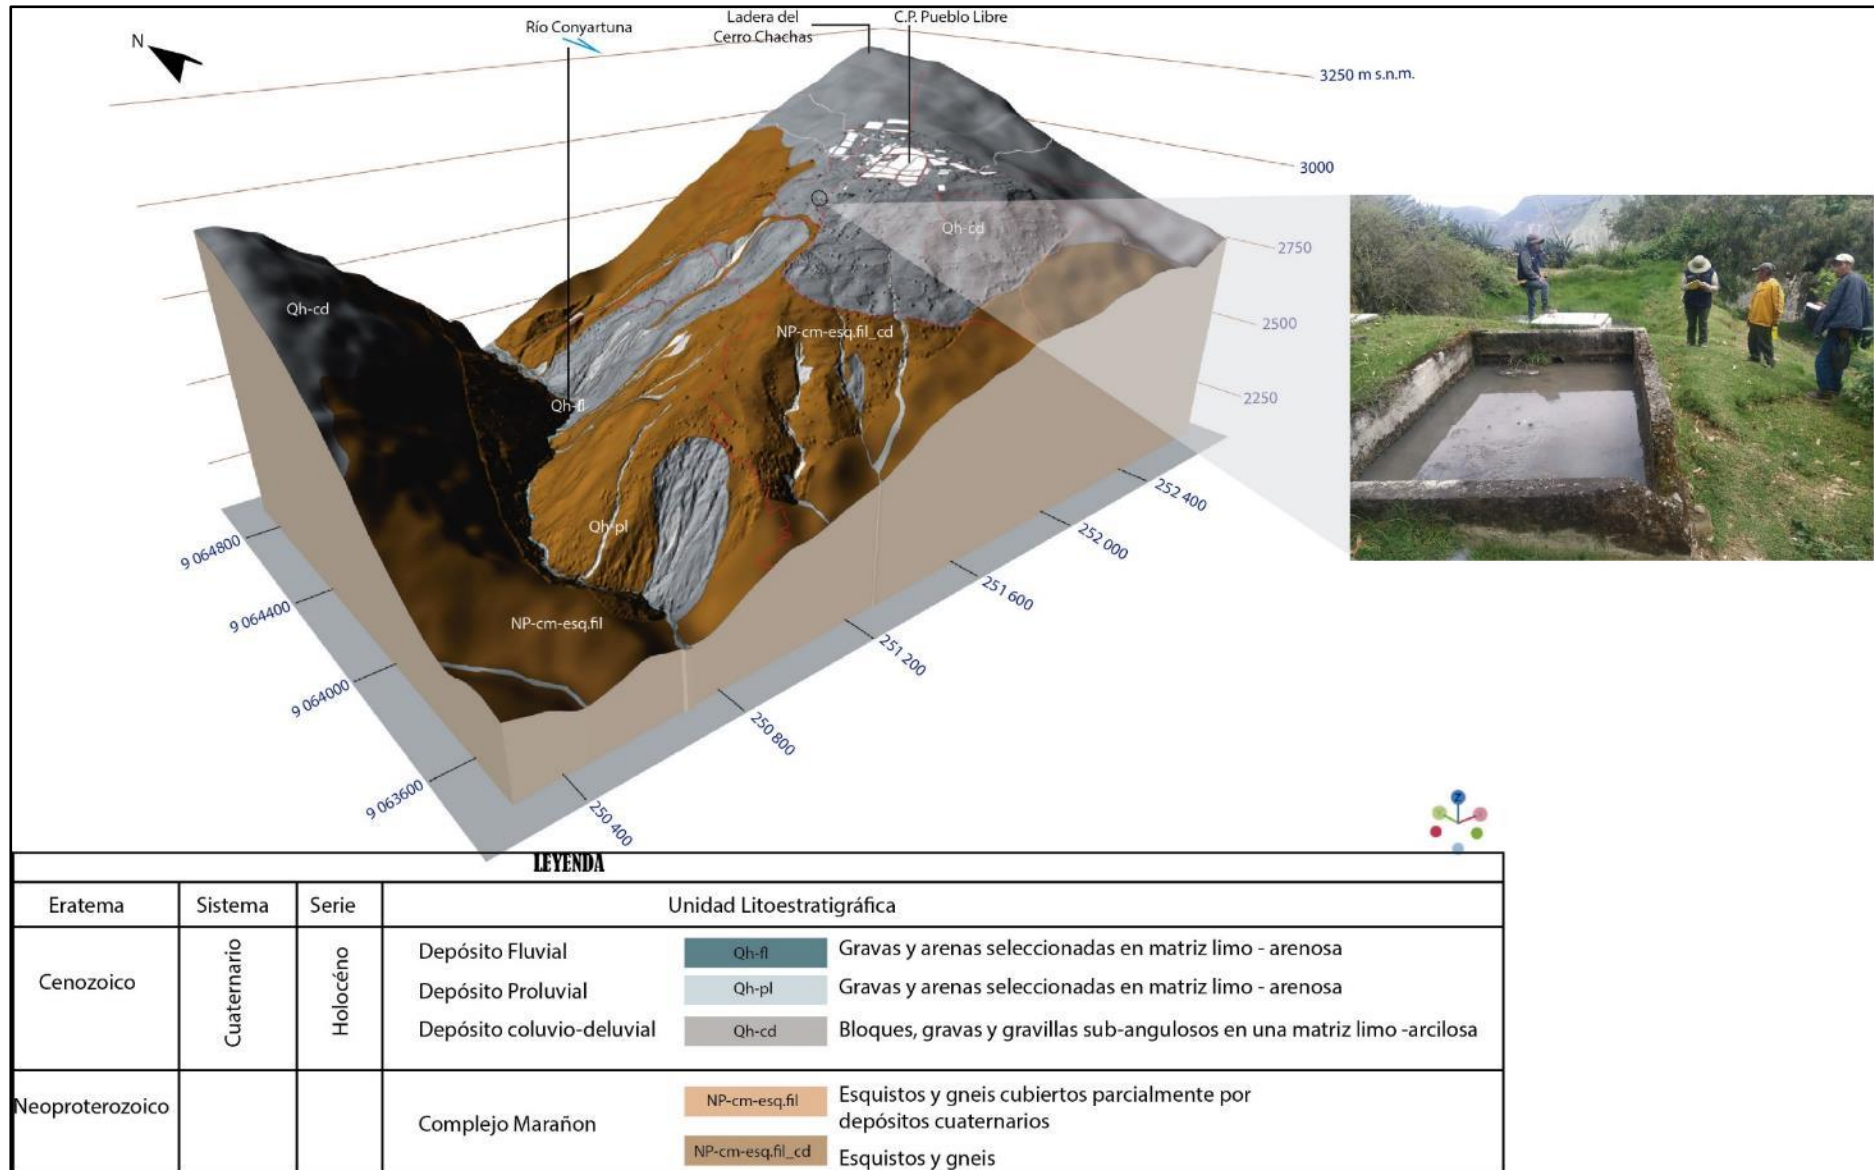 N
Río Conyartuna
Ladera del
Cerro Chachas
C.P. Pueblo Libre
3250 m s.n.m.
3000
2750
2500
2250
Qh-cd
Qh-cd
NP-cm-esq.fil_cd
Qh-fl
Qh-pl
NP-cm-esq.fil
9 064800
9 064400
9 064000
9 063600
250 400
250 800
251 200
251 600
252 000
252 400
Z
LEYENDA
Eratema Sistema Serie Unidad Litoestratigráfica
Cenozoico
Cuaternario
Holocéno
Depósito Fluvial Qh-fl Gravas y arenas seleccionadas en matriz limo - arenosa
Depósito Proluvial Qh-pl Gravas y arenas seleccionadas en matriz limo - arenosa
Depósito coluvio-deluvial Qh-cd Bloques, gravas y gravillas sub-angulosos en una matriz limo -arcilosa
Neoproterozoico
Complejo Marañon
NP-cm-esq.fil Esquistos y gneis cubiertos parcialmente por
depósitos cuaternarios
NP-cm-esq.fil_cd Esquistos y gneis